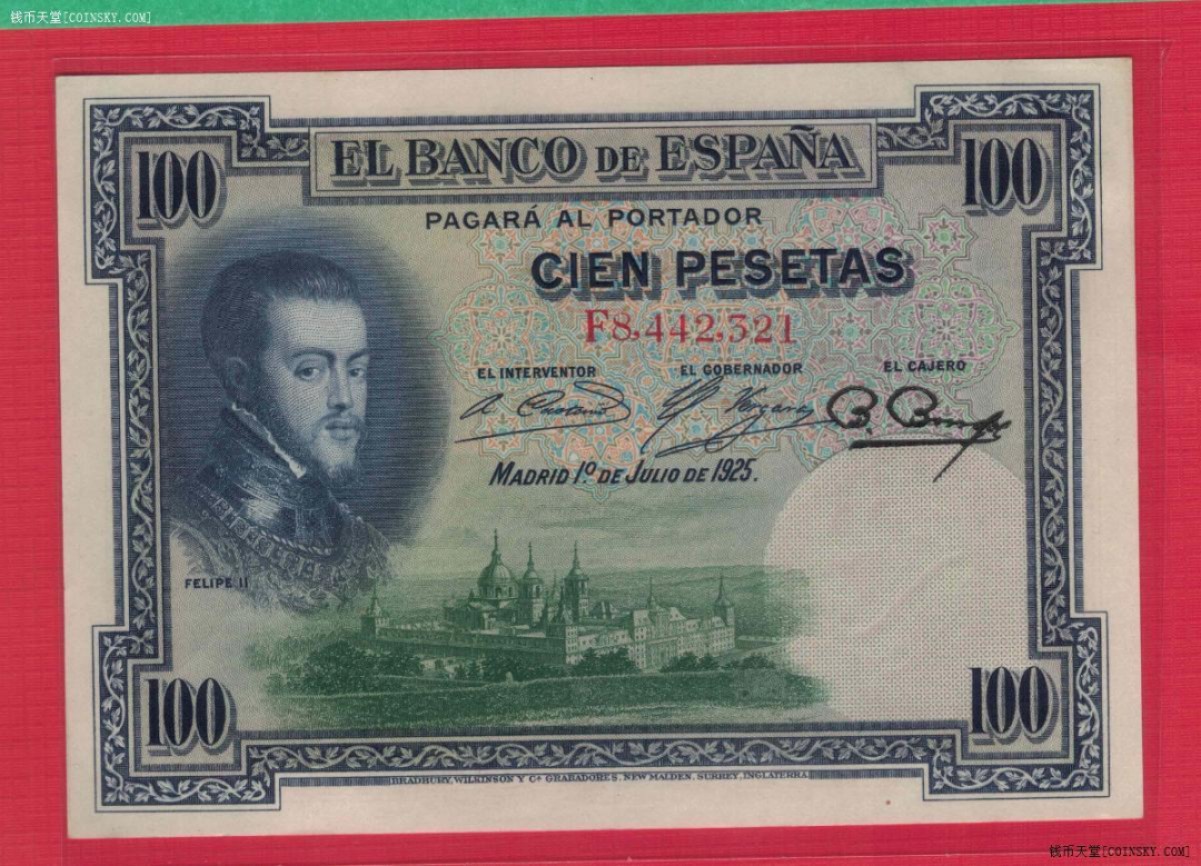 钱币天堂[COINSKY.COM]
EL BANCO DE ESPAÑA
100
100
PAGARÁ AL PORTADOR
CIEN PESETAS
F8,442,321
EL INTERVENTOR EL GOBERNADOR EL CAJERO
MADRID 1º DE JULIO DE 1925.
FELIPE II
100
100
BRADBURY, WILKINSON Y Cª GRABADORES, NEW MALDEN, SURREY, INGLATERRA
钱币天堂[COINSKY.COM]